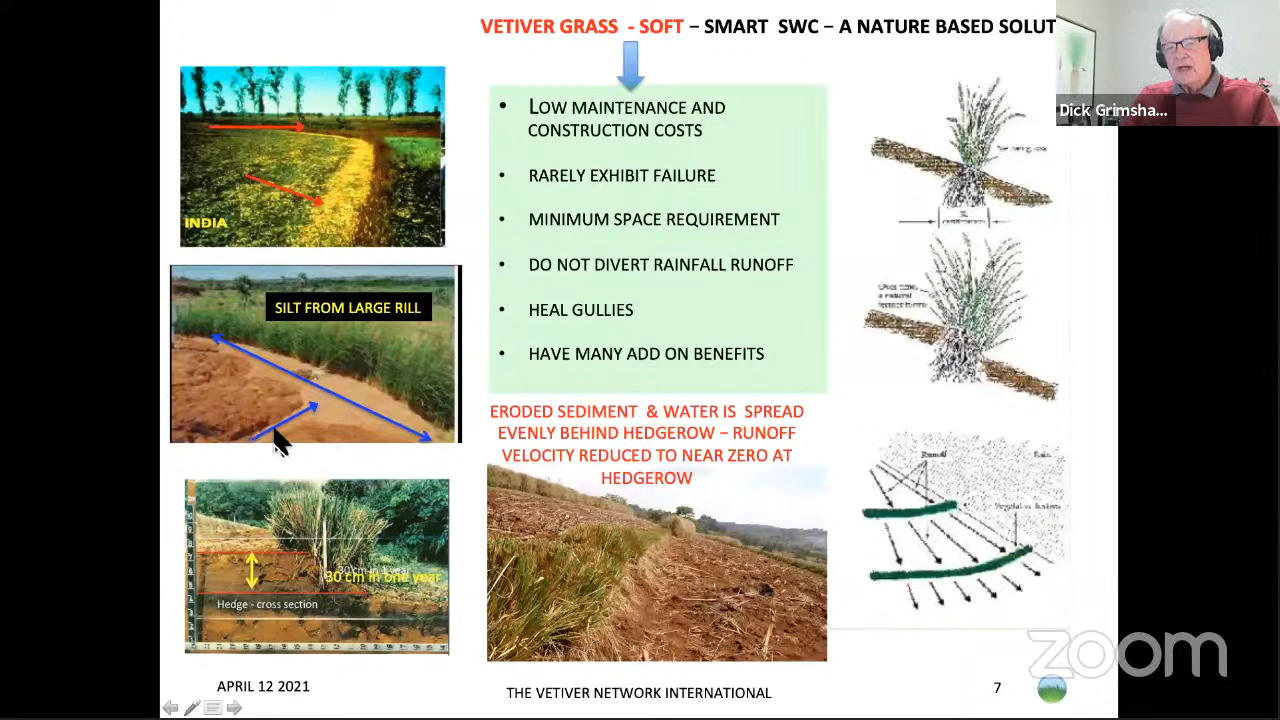 VETIVER GRASS - SOFT – SMART SWC – A NATURE BASED SOLUT
Dick Grimsha...
INDIA
SILT FROM LARGE RILL
30 cm in one year
Hedge - cross section
• LOW MAINTENANCE AND
CONSTRUCTION COSTS
• RARELY EXHIBIT FAILURE
• MINIMUM SPACE REQUIREMENT
• DO NOT DIVERT RAINFALL RUNOFF
• HEAL GULLIES
• HAVE MANY ADD ON BENEFITS
ERODED SEDIMENT & WATER IS SPREAD
EVENLY BEHIND HEDGEROW – RUNOFF
VELOCITY REDUCED TO NEAR ZERO AT
HEDGEROW
Runoff
Rain
APRIL 12 2021
THE VETIVER NETWORK INTERNATIONAL
7
zoom